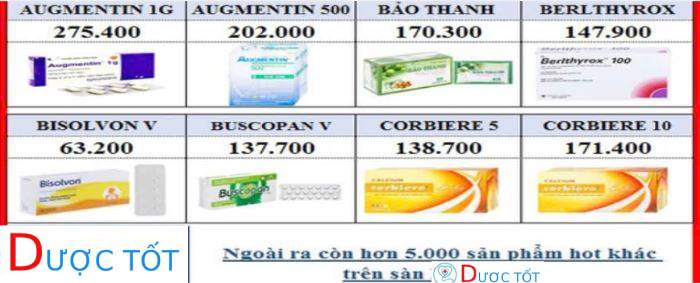 AUGMENTIN 1G AUGMENTIN 500 BẢO THANH BERLTHYROX
275.400 202.000 170.300 147.900
Augmentin 1g
AUGMENTIN
500
BẢO THANH
Berlthyrox 100
BISOLVON V BUSCOPAN V CORBIERE 5 CORBIERE 10
63.200 137.700 138.700 171.400
Bisolvon
Buscopan
CALCIUM
corbiere
CALCIUM
corbiere
DƯỢC TỐT
Ngoài ra còn hơn 5.000 sản phẩm hot khác
trên sàn DƯỢC TỐT